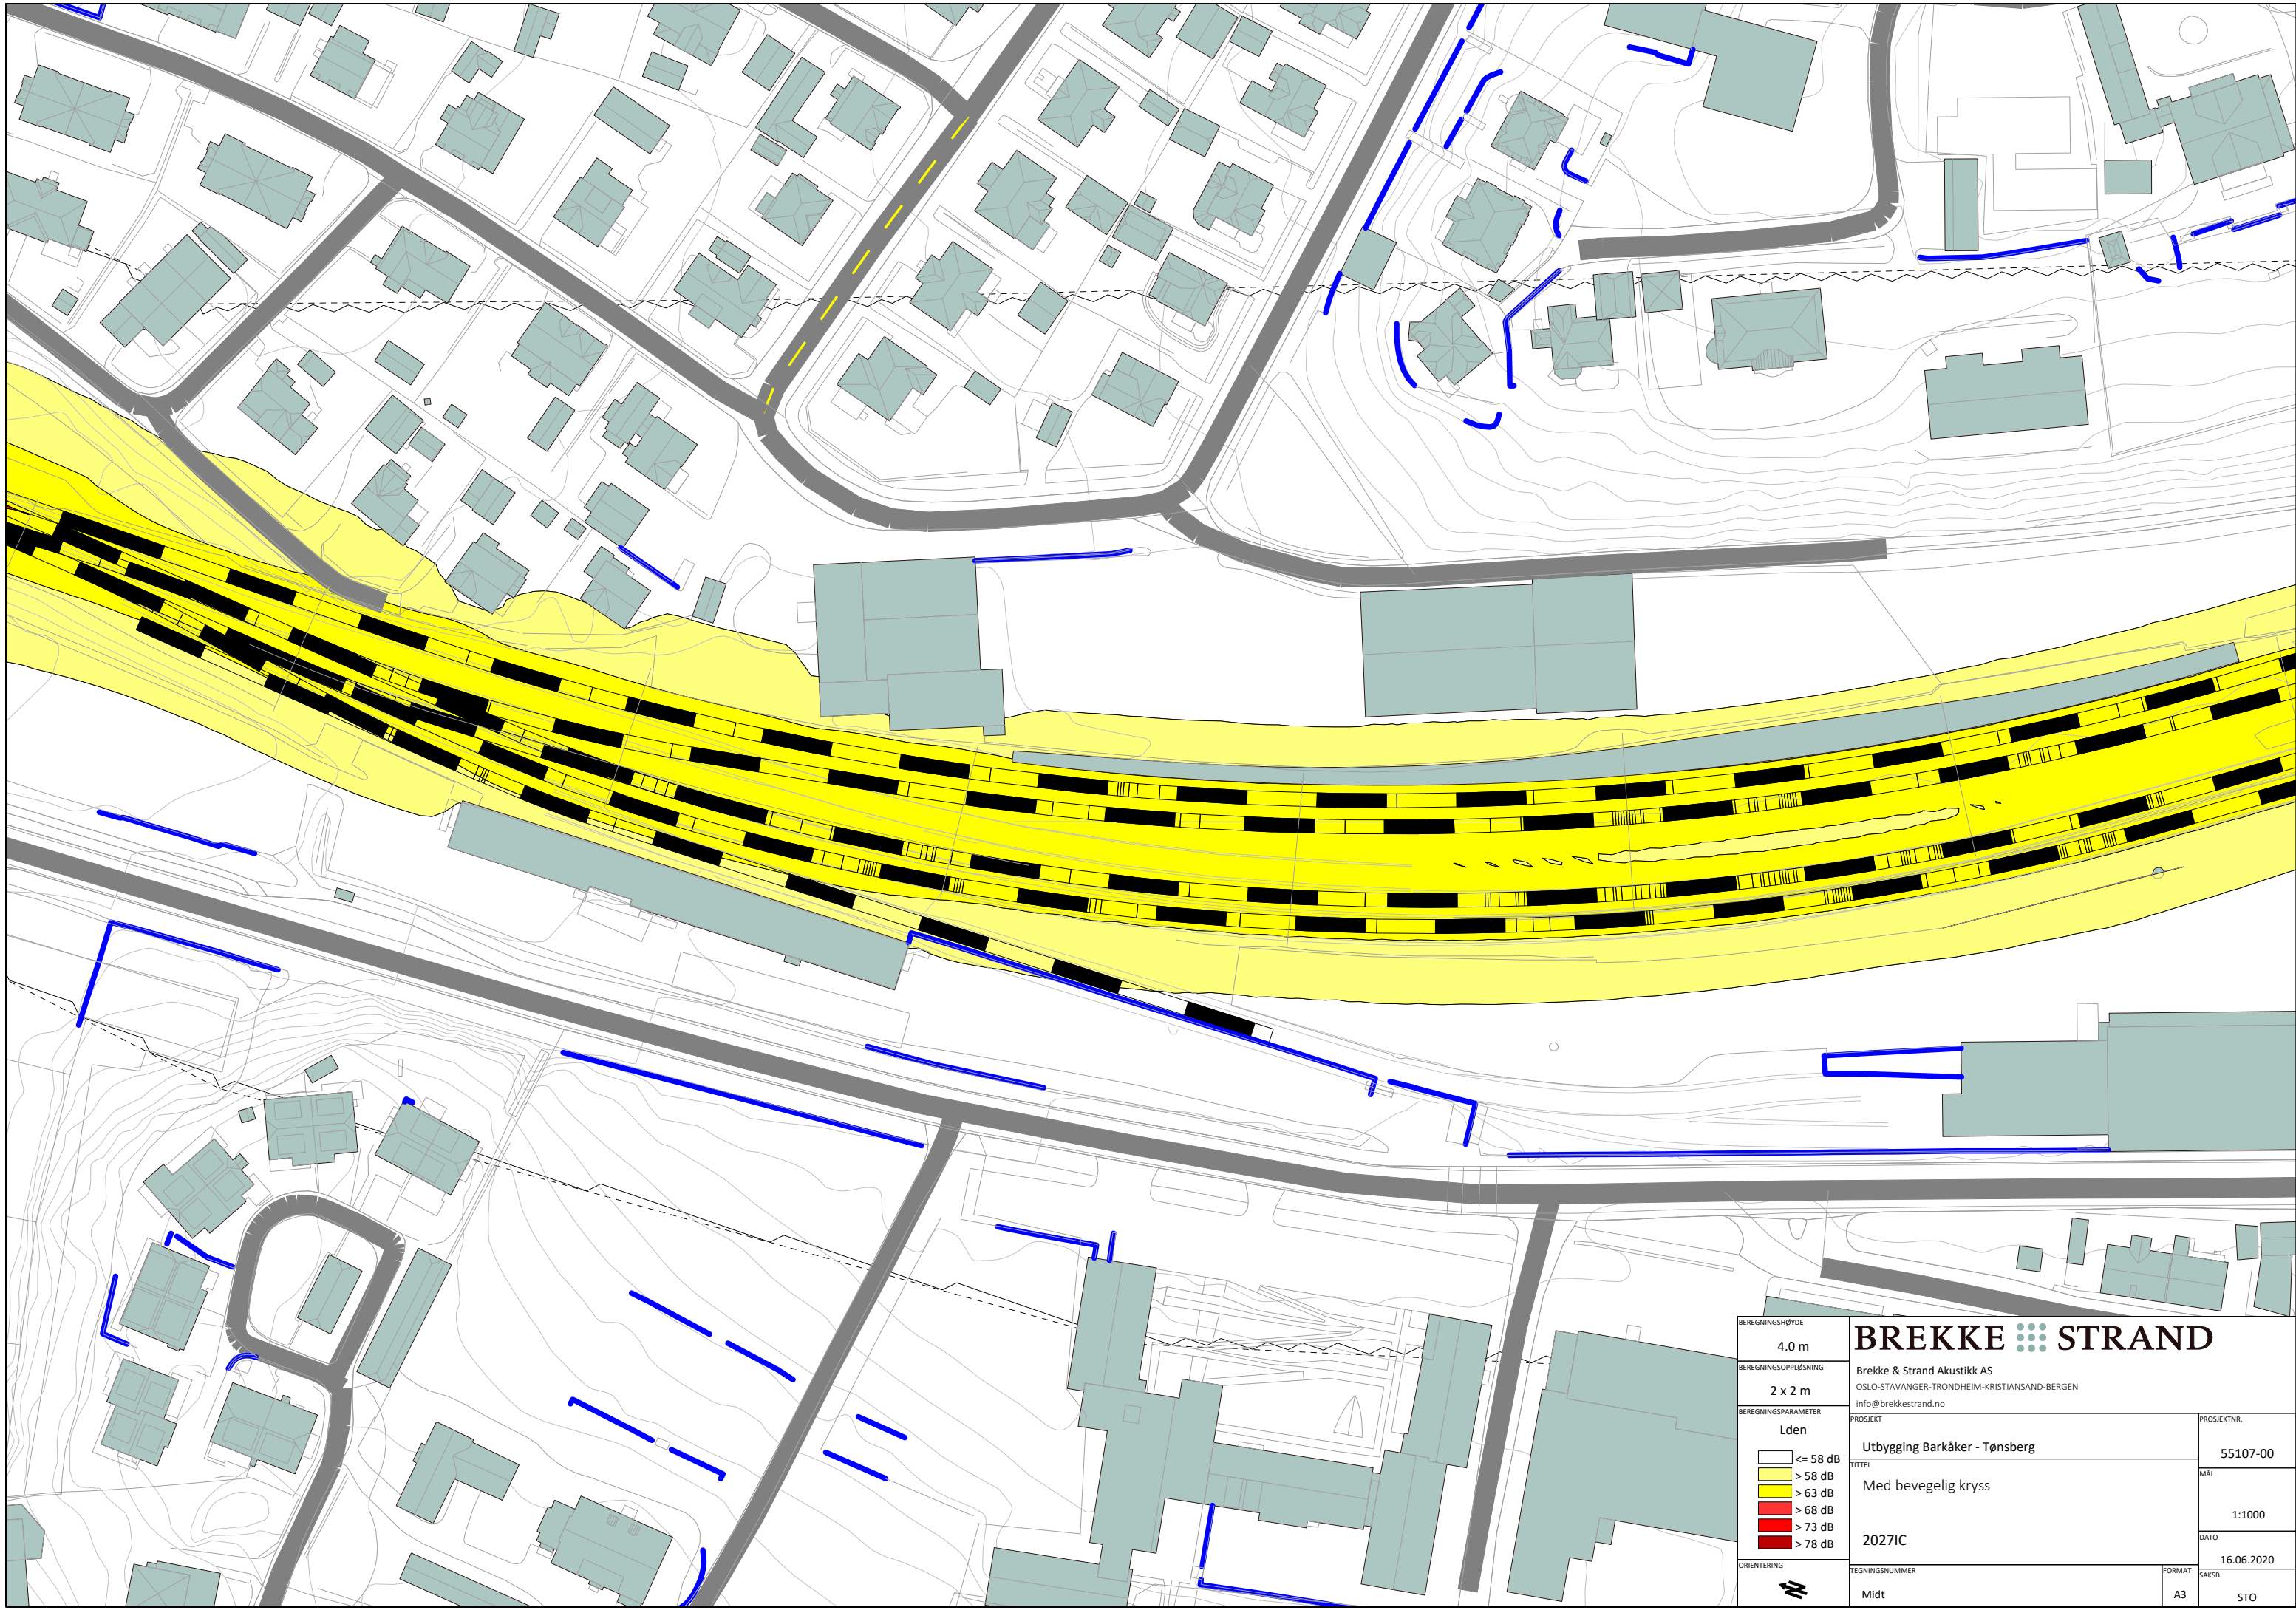 BEREGNINGSHØYDE
4.0 m
BEREGNINGSOPPLØSNING
2 x 2 m
BEREGNINGSPARAMETER
Lden
<= 58 dB
> 58 dB
> 63 dB
> 68 dB
> 73 dB
> 78 dB
ORIENTERING
BREKKE STRAND
Brekke & Strand Akustikk AS
OSLO-STAVANGER-TRONDHEIM-KRISTIANSAND-BERGEN
info@brekkestrand.no
PROSJEKT
Utbygging Barkåker - Tønsberg
PROSJEKTNR.
55107-00
TITTEL
Med bevegelig kryss
2027IC
MÅL
1:1000
DATO
16.06.2020
TEGNINGSNUMMER
Midt
FORMAT
A3
SAKSB.
STO